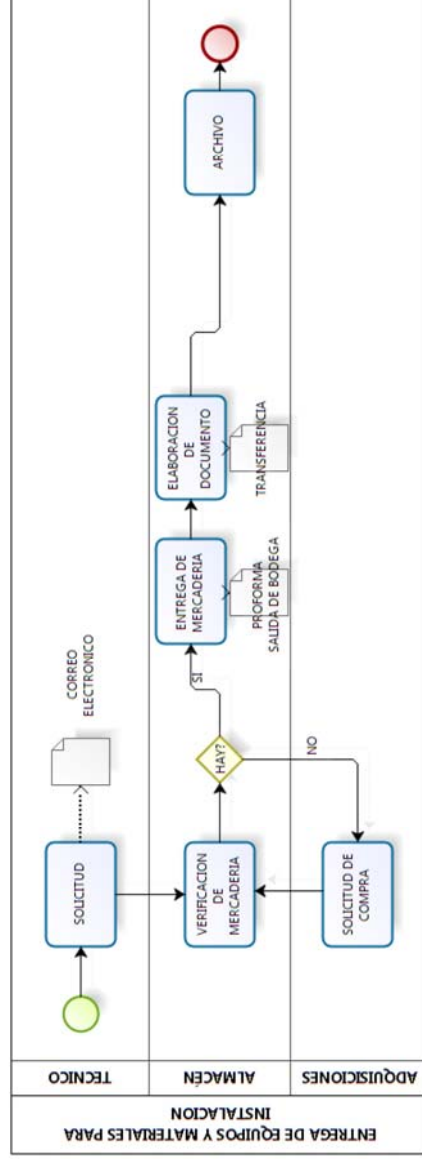 ENTREGA DE EQUIPOS Y MATERIALES PARA
INSTALACION
TECNICO
ALMACÉN
ADQUISICIONES
SOLICITUD
CORREO
ELECTRONICO
VERIFICACION
DE
MERCADERIA
HAY?
SI
NO
SOLICITUD DE
COMPRA
ENTREGA DE
MERCADERIA
PROFORMA
SALIDA DE BODEGA
ELABORACION
DE
DOCUMENTO
TRANSFERENCIA
ARCHIVO